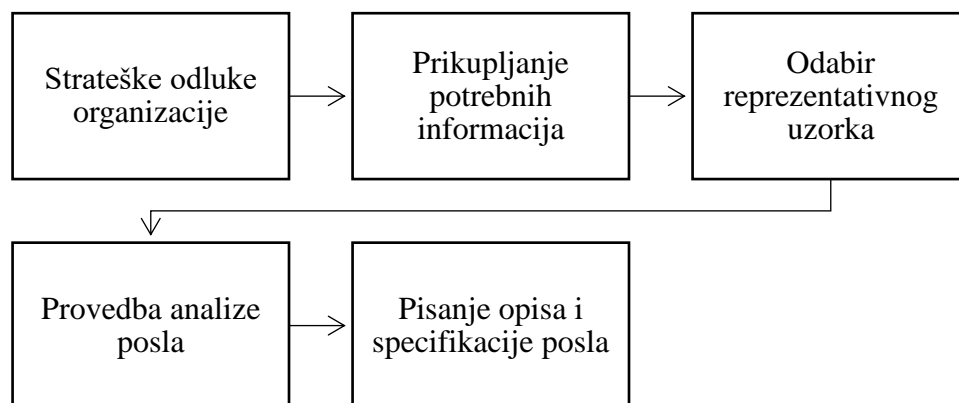 Strateške odluke
organizacije
Prikupljanje
potrebnih
informacija
Odabir
reprezentativnog
uzorka
Provedba analize
posla
Pisanje opisa i
specifikacije posla